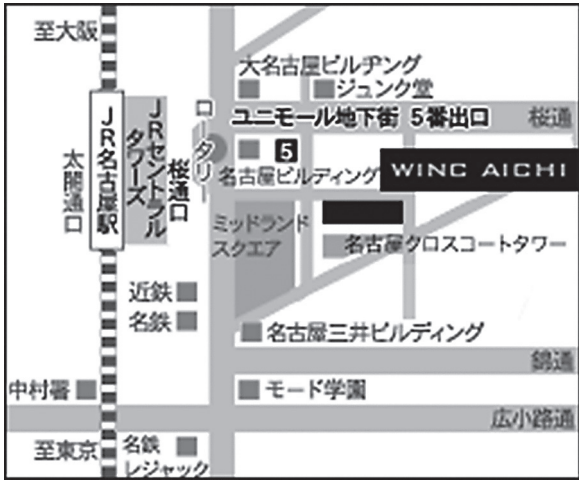 至大阪
大名古屋ビルヂング
ジュンク堂
ユニモール地下街 5番出口
桜通
ロータリー
5
名古屋ビルディング
WINC AICHI
JR名古屋駅
JRセントラル
タワーズ
桜通口
太閤通口
ミッドランド
スクエア
名古屋クロスコートタワー
近鉄
名鉄
名古屋三井ビルディング
錦通
中村署
モード学園
広小路通
至東京
名鉄
レジャック